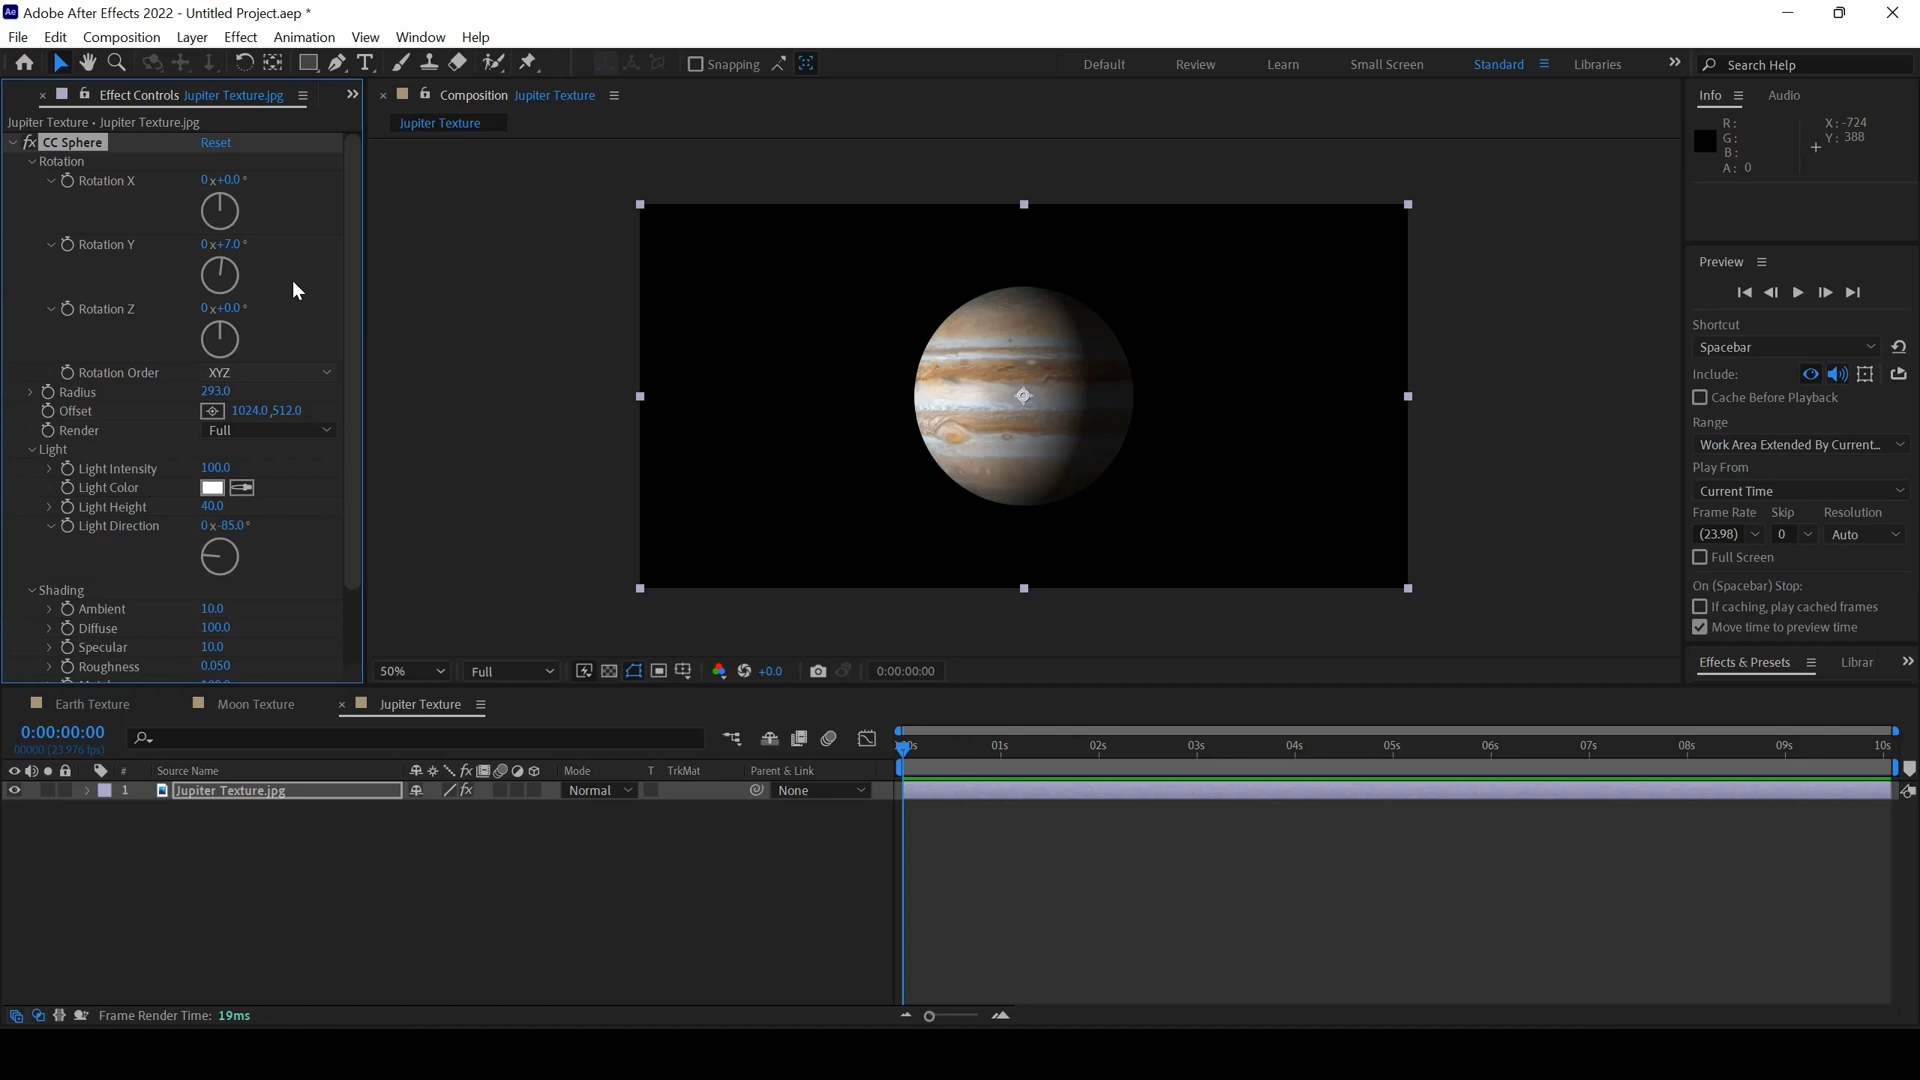 Ae Adobe After Effects 2022 - Untitled Project.aep *
File Edit Composition Layer Effect Animation View Window Help
Snapping Default Review Learn Small Screen Standard Libraries Search Help
Effect Controls Jupiter Texture.jpg
Composition Jupiter Texture
Info Audio
Jupiter Texture • Jupiter Texture.jpg
Jupiter Texture
R:
G:
B:
A: 0
X: -724
Y: 388
fx CC Sphere Reset
Rotation
Rotation X 0x+0.0°
Rotation Y 0x+7.0°
Rotation Z 0x+0.0°
Rotation Order XYZ
Radius 293.0
Offset 1024.0,512.0
Render Full
Light
Light Intensity 100.0
Light Color
Light Height 40.0
Light Direction 0x-85.0°
Shading
Ambient 10.0
Diffuse 100.0
Specular 10.0
Roughness 0.050
50% Full +0.0 0:00:00:00
Preview
Shortcut
Spacebar
Include:
Cache Before Playback
Range
Work Area Extended By Current...
Play From
Current Time
Frame Rate Skip Resolution
(23.98) 0 Auto
Full Screen
On (Spacebar) Stop:
If caching, play cached frames
Move time to preview time
Effects & Presets Librar
Earth Texture Moon Texture Jupiter Texture
0:00:00:00
00000 (23.976 fps)
01s 02s 03s 04s 05s 06s 07s 08s 09s 10s
# Source Name fx Mode T TrkMat Parent & Link
1 Jupiter Texture.jpg fx Normal None
Frame Render Time: 19ms